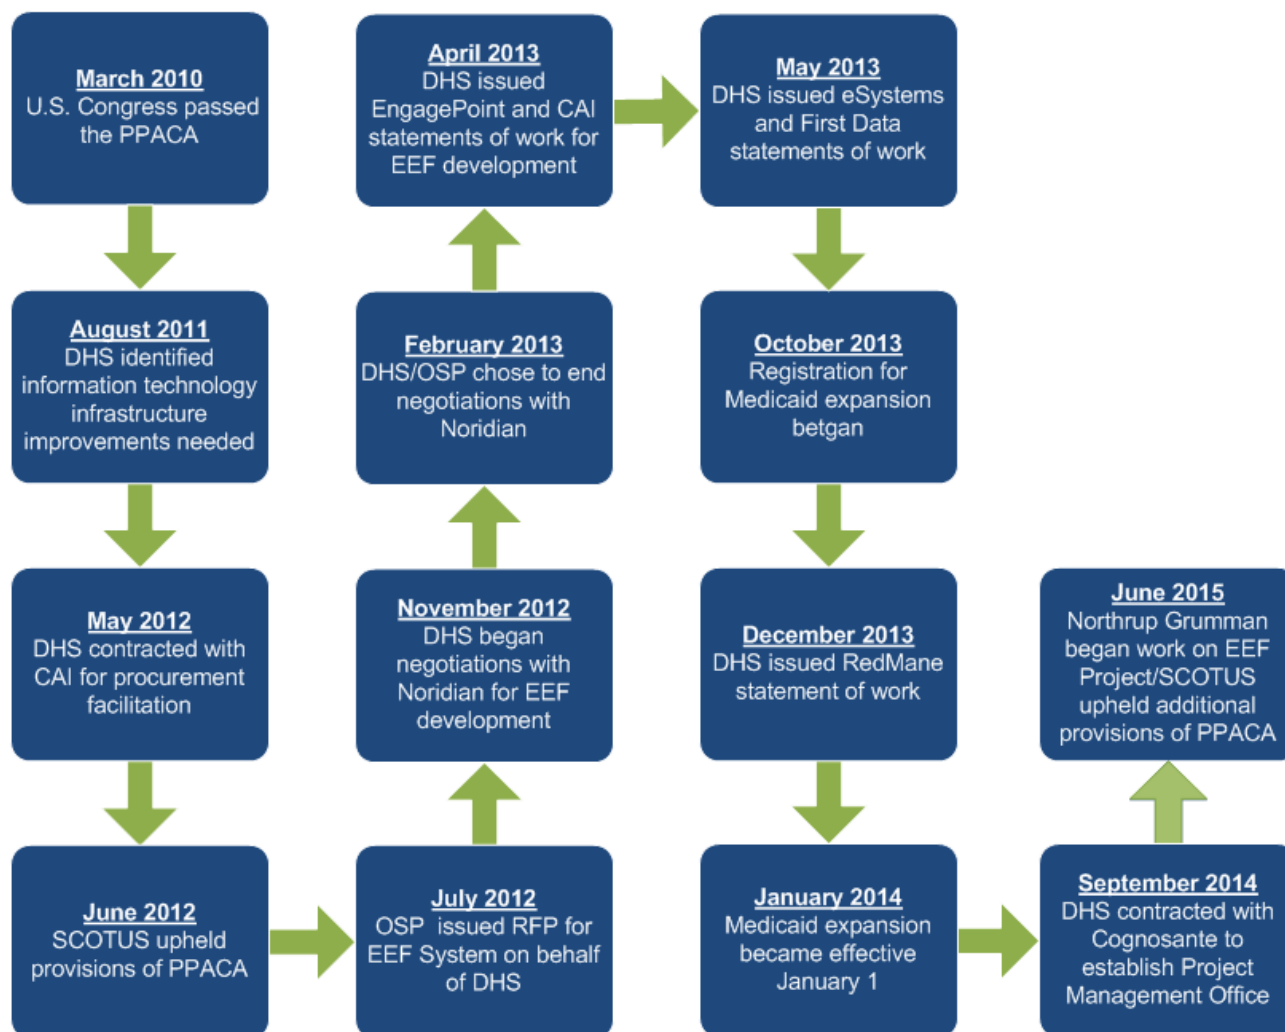 March 2010
U.S. Congress passed
the PPACA
August 2011
DHS identified
information technology
infrastructure
improvements needed
May 2012
DHS contracted with
CAI for procurement
facilitation
June 2012
SCOTUS upheld
provisions of PPACA
July 2012
OSP issued RFP for
EEF System on behalf
of DHS
November 2012
DHS began
negotiations with
Noridian for EEF
development
February 2013
DHS/OSP chose to end
negotiations with
Noridian
April 2013
DHS issued
EngagePoint and CAI
statements of work for
EEF development
May 2013
DHS issued eSystems
and First Data
statements of work
October 2013
Registration for
Medicaid expansion
betgan
December 2013
DHS issued RedMane
statement of work
January 2014
Medicaid expansion
became effective
January 1
September 2014
DHS contracted with
Cognosante to
establish Project
Management Office
June 2015
Northrup Grumman
began work on EEF
Project/SCOTUS
upheld additional
provisions of PPACA